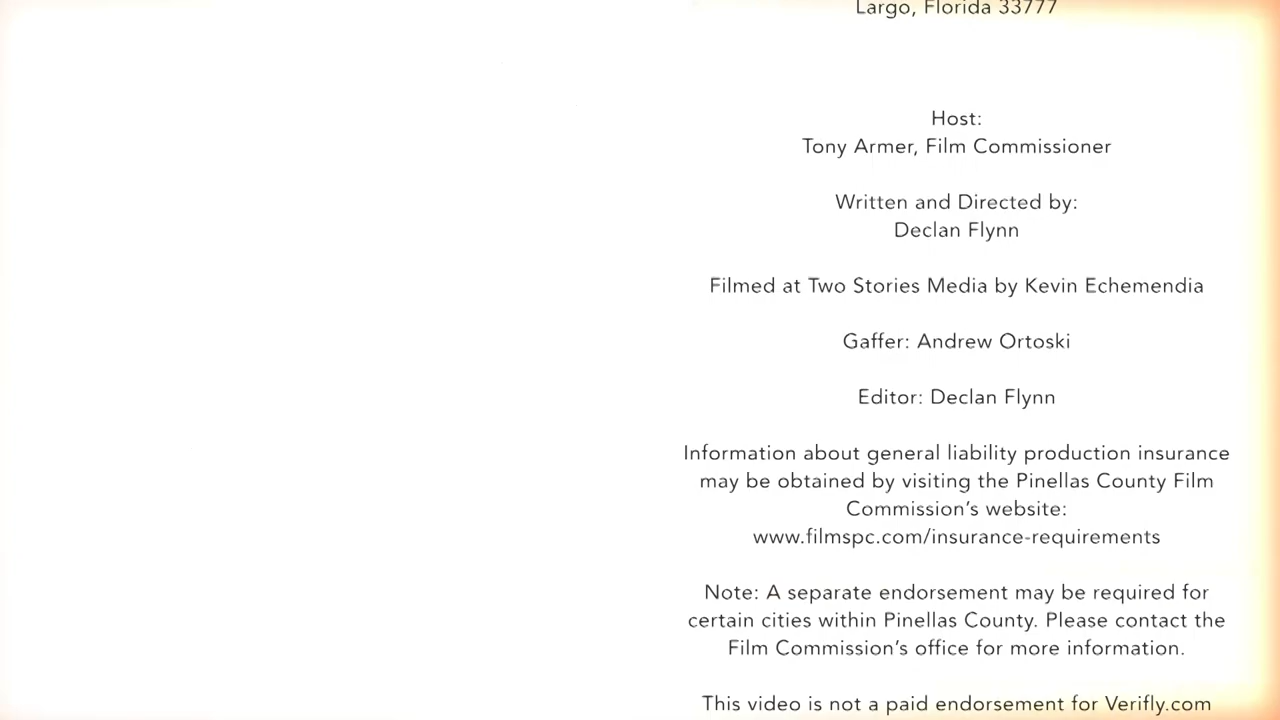 Largo, Florida 33777
Host:
Tony Armer, Film Commissioner
Written and Directed by:
Declan Flynn
Filmed at Two Stories Media by Kevin Echemendia
Gaffer: Andrew Ortoski
Editor: Declan Flynn
Information about general liability production insurance
may be obtained by visiting the Pinellas County Film
Commission's website:
www.filmspc.com/insurance-requirements
Note: A separate endorsement may be required for
certain cities within Pinellas County. Please contact the
Film Commission's office for more information.
This video is not a paid endorsement for Verifly.com